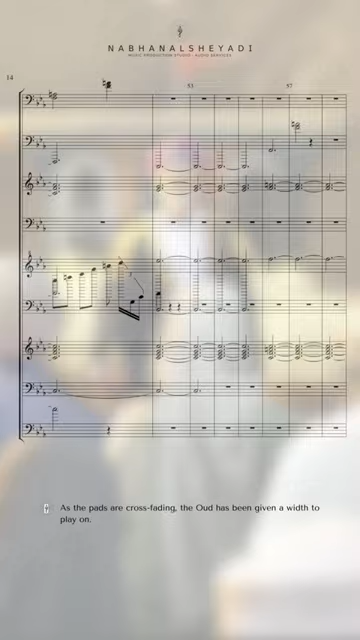 NABHANALSHEYADI
MUSIC PRODUCTION STUDIO - AUDIO SERVICES
14
53
57
3
As the pads are cross-fading, the Oud has been given a width to
play on.